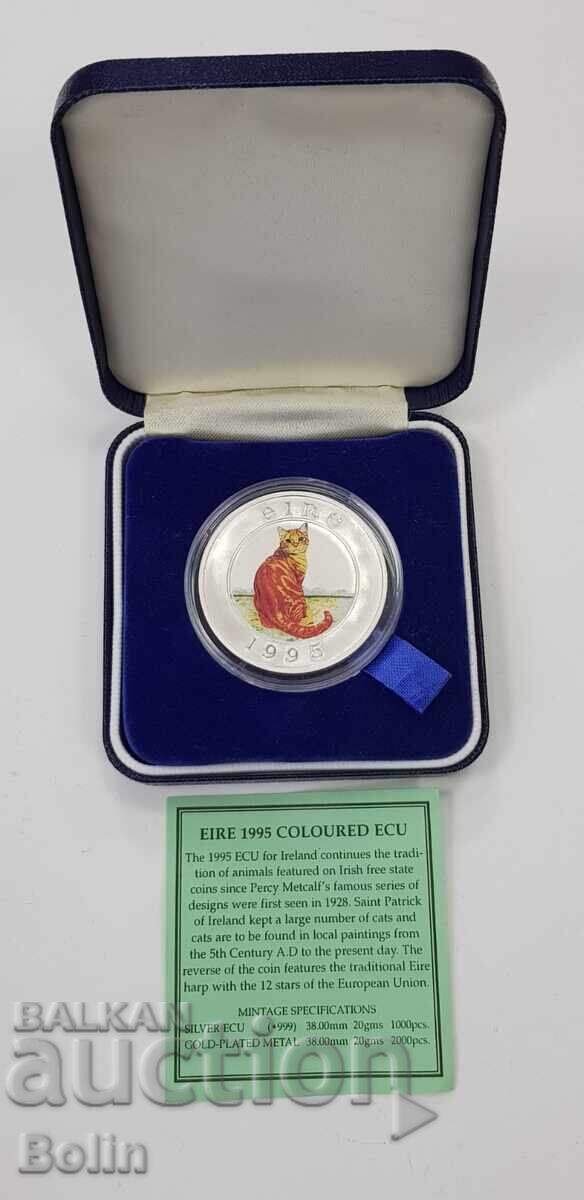 eire
1995
EIRE 1995 COLOURED ECU
The 1995 ECU for Ireland continues the tradi-
tion of animals featured on Irish free state
coins since Percy Metcalf's famous series of
designs were first seen in 1928. Saint Patrick
of Ireland kept a large number of cats and
cats are to be found in local paintings from
the 5th Century A.D to the present day. The
reverse of the coin features the traditional Eire
harp with the 12 stars of the European Union.
MINTAGE SPECIFICATIONS
SILVER ECU (•999) 38.00mm 20gms 1000pcs.
GOLD-PLATED METAL 38.00mm 20gms 2000pcs.
BALKAN
auction
Bolin